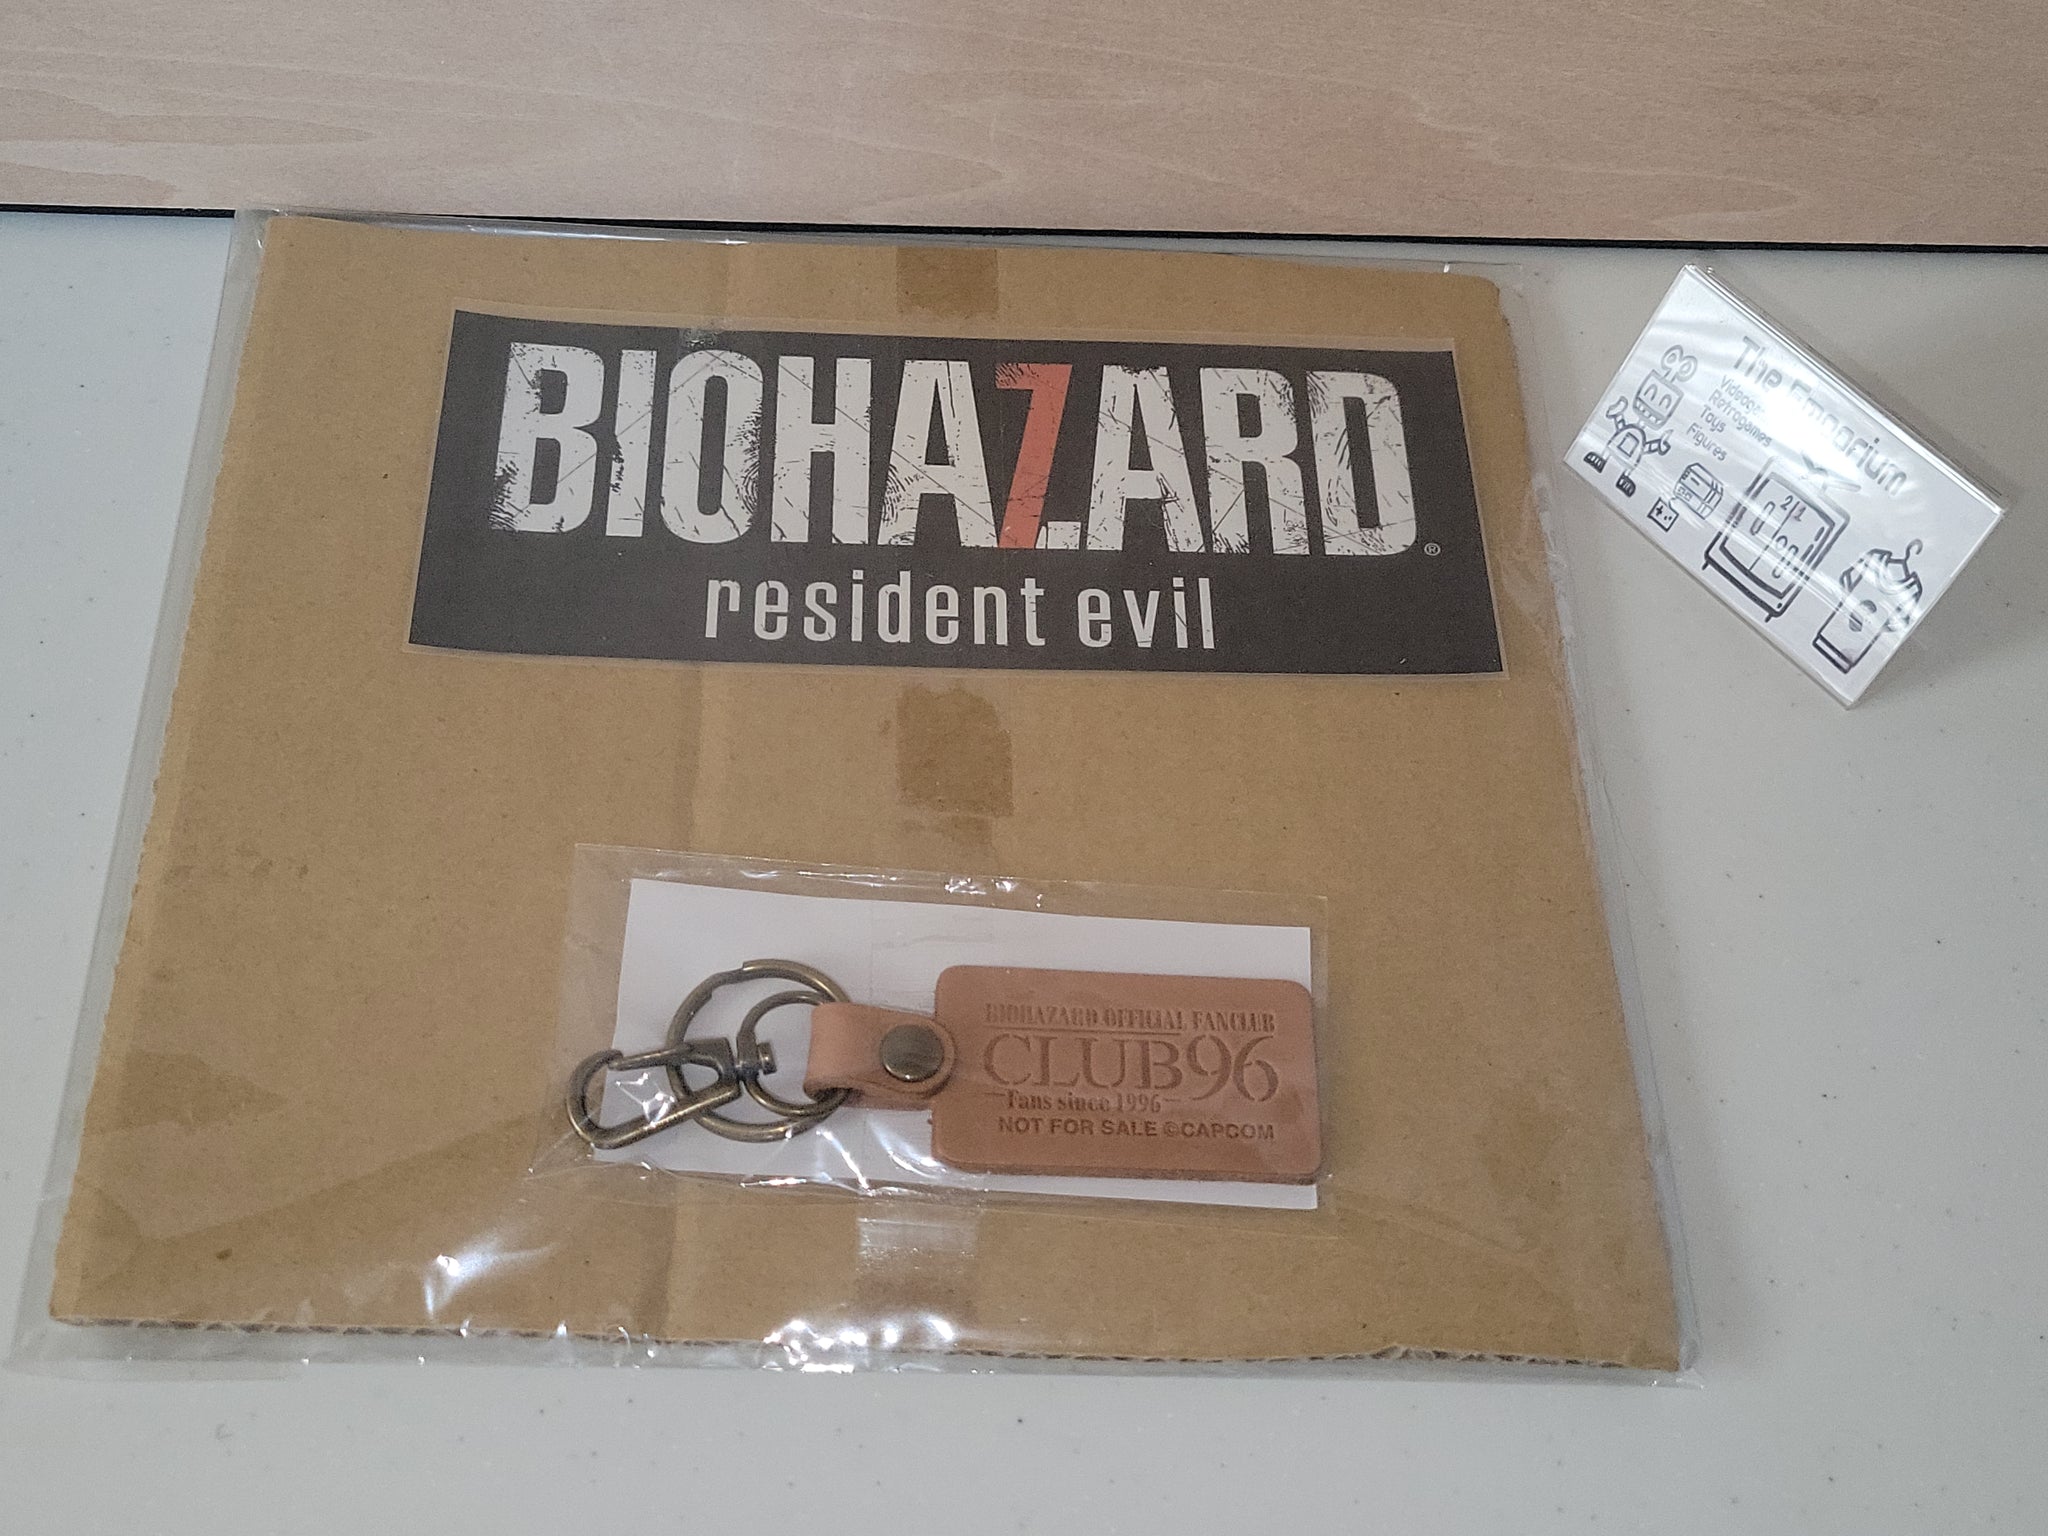 BIOHAZARD®
resident evil
BIOHAZARD OFFICIAL FANCLUB
CLUB96
Fans since 1996
NOT FOR SALE ©CAPCOM
The Emporium
Retrogames
Toys
Figures